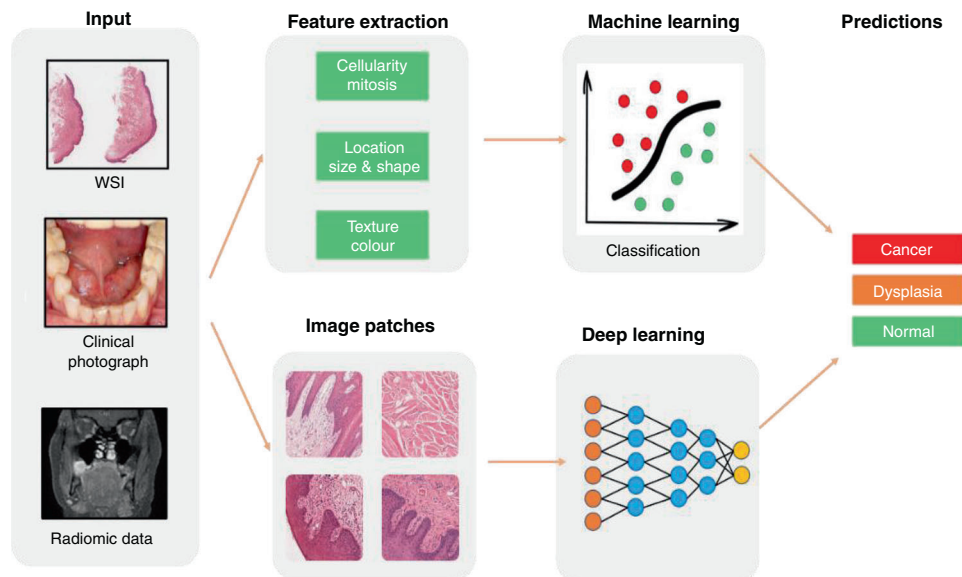 Input
WSI
Clinical
photograph
Radiomic data
Feature extraction
Cellularity
mitosis
Location
size & shape
Texture
colour
Machine learning
Classification
Image patches
Deep learning
Predictions
Cancer
Dysplasia
Normal